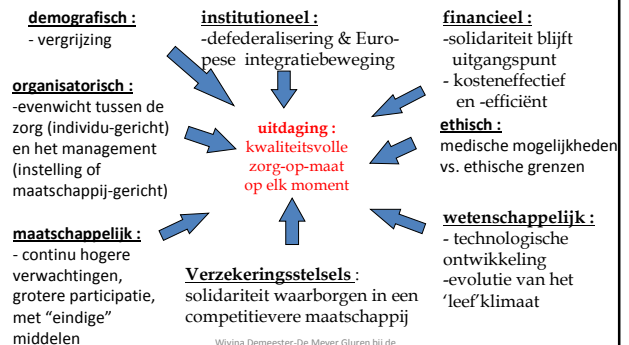 demografisch :
- vergrijzing
institutioneel :
-defederalisering & Euro-
pese integratiebeweging
financieel :
-solidariteit blijft
uitgangspunt
- kosteneffectief
en -efficiënt
organisatorisch :
-evenwicht tussen de
zorg (individu-gericht)
en het management
(instelling of
maatschappij-gericht)
uitdaging :
kwaliteitsvolle
zorg-op-maat
op elk moment
ethisch :
medische mogelijkheden
vs. ethische grenzen
maatschappelijk :
- continu hogere
verwachtingen,
grotere participatie,
met “eindige”
middelen
Verzekeringsstelsels :
solidariteit waarborgen in een
competitievere maatschappij
wetenschappelijk :
- technologische
ontwikkeling
-evolutie van het
‘leef’klimaat
Wivina Demeester-De Meyer Gluren bij de